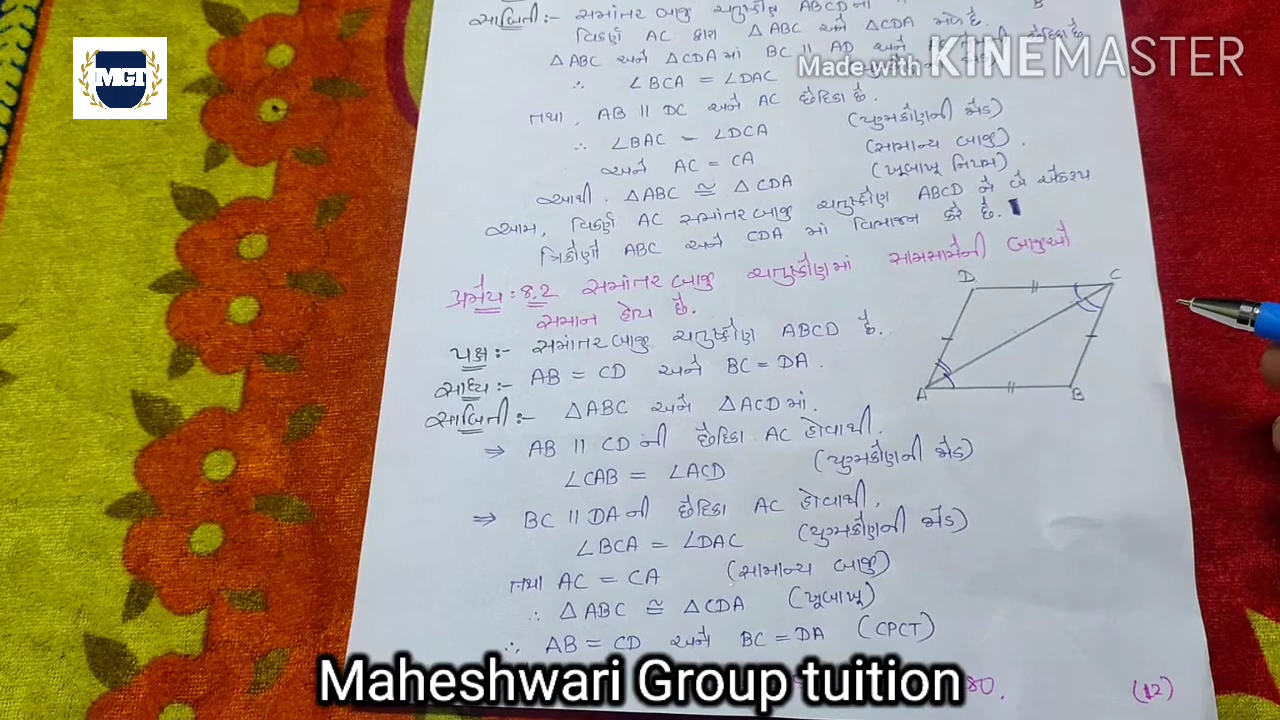 સાબિતી :- સમાંતર બાજુ ચતુષ્કોણ ABCD ના
B
વિકર્ણ AC દ્વારા △ABC અને △CDA મળે છે.
△ABC અને △CDA માં BC || AD અને છેદિકા છે
∴ ∠BCA = ∠DAC
તથા, AB || DC અને AC છેદિકા છે.
∴ ∠BAC = ∠DCA (યુગ્મકોણની જોડ)
અને AC = CA (સામાન્ય બાજુ).
આથી. △ABC ≅ △CDA (ખૂબાખૂ નિયમ)
આમ, વિકર્ણ AC સમાંતર બાજુ ચતુષ્કોણ ABCD ને બે એકરૂપ
ત્રિકોણો ABC અને CDA માં વિભાજન કરે છે.
પ્રમેય : 8.2 સમાંતર બાજુ ચતુષ્કોણમાં સામસામેની બાજુઓ
સમાન હોય છે.
પક્ષ :- સમાંતર બાજુ ચતુષ્કોણ ABCD છે.
સાધ્ય :- AB = CD અને BC = DA.
સાબિતી :- △ABC અને △ACD માં.
⇒ AB || CD ની છેદિકા AC હોવાથી.
∠CAB = ∠ACD (યુગ્મકોણની જોડ)
⇒ BC || DA ની છેદિકા AC હોવાથી,
∠BCA = ∠DAC (યુગ્મકોણની જોડ)
તથા AC = CA (સામાન્ય બાજુ)
∴ △ABC ≅ △CDA (ખૂબાખૂ)
∴ AB = CD અને BC = DA (CPCT)
(12)
D C
A B
MGT
Made with KINEMASTER
Maheshwari Group tuition